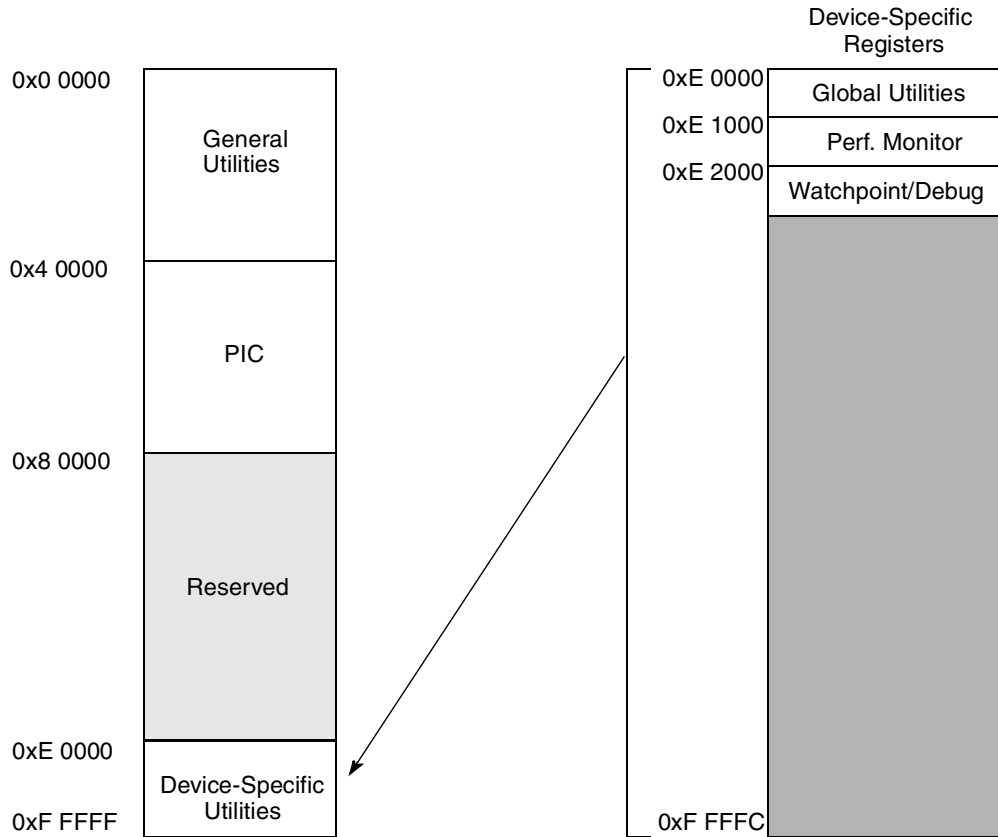 Device-Specific
Registers
0x0 0000
General
Utilities
0x4 0000
PIC
0x8 0000
Reserved
0xE 0000
Device-Specific
Utilities
0xF FFFF
0xE 0000
Global Utilities
0xE 1000
Perf. Monitor
0xE 2000
Watchpoint/Debug
0xF FFFC